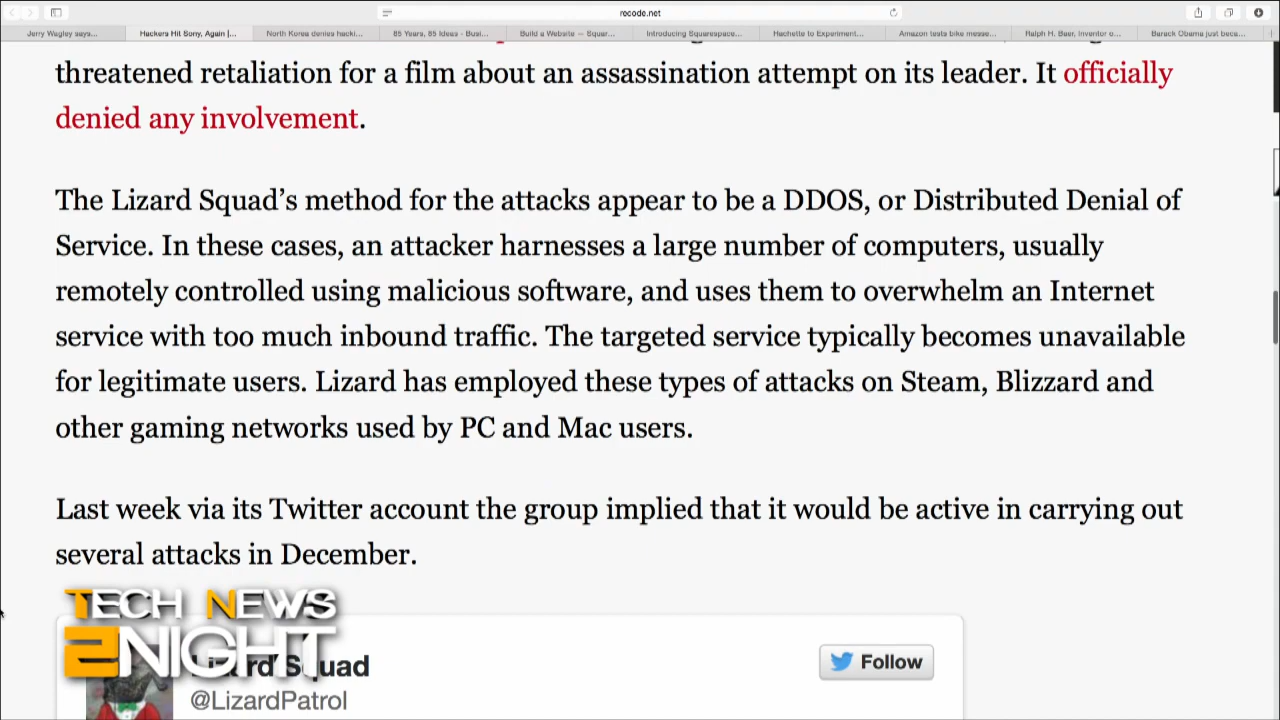 recode.net
Jerry Wagley says...
Hackers Hit Sony, Again |...
North Korea denies hacki...
85 Years, 85 Ideas - Busi...
Build a Website — Squar...
Introducing Squarespace...
Hachette to Experiment...
Amazon tests bike messe...
Ralph H. Baer, Inventor o...
Barack Obama just beca...
threatened retaliation for a film about an assassination attempt on its leader. It officially
denied any involvement.
The Lizard Squad’s method for the attacks appear to be a DDOS, or Distributed Denial of
Service. In these cases, an attacker harnesses a large number of computers, usually
remotely controlled using malicious software, and uses them to overwhelm an Internet
service with too much inbound traffic. The targeted service typically becomes unavailable
for legitimate users. Lizard has employed these types of attacks on Steam, Blizzard and
other gaming networks used by PC and Mac users.
Last week via its Twitter account the group implied that it would be active in carrying out
several attacks in December.
TECH NEWS
2NIGHT
Lizard Squad
@LizardPatrol
Follow